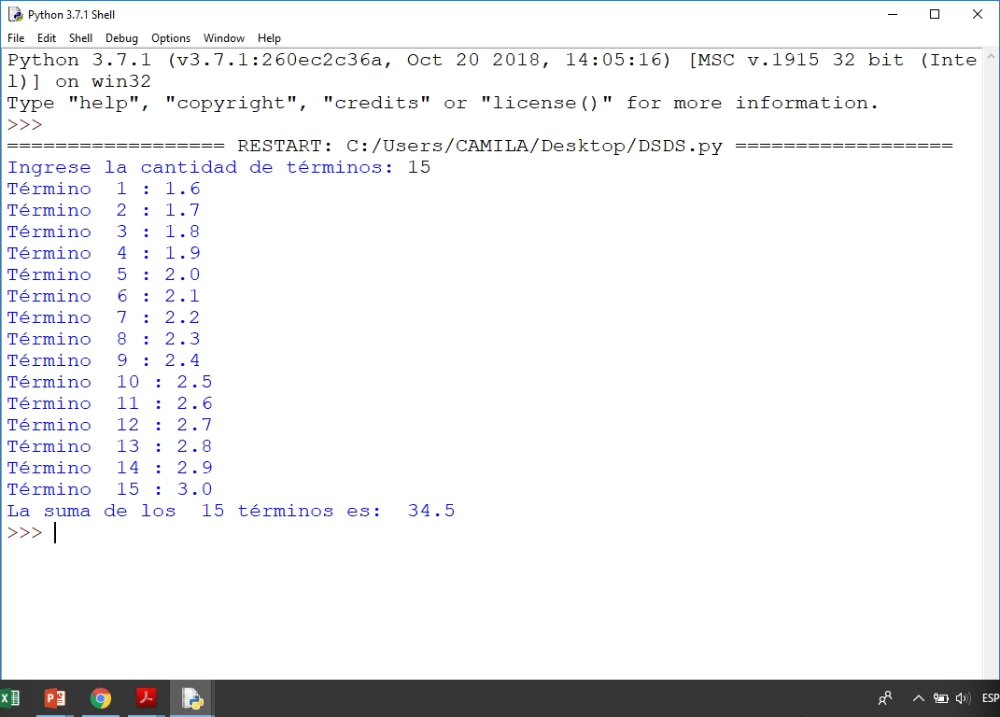 Python 3.7.1 Shell
File Edit Shell Debug Options Window Help
Python 3.7.1 (v3.7.1:260ec2c36a, Oct 20 2018, 14:05:16) [MSC v.1915 32 bit (Inte
l)] on win32
Type "help", "copyright", "credits" or "license()" for more information.
>>>
================== RESTART: C:/Users/CAMILA/Desktop/DSDS.py ==================
Ingrese la cantidad de términos: 15
Término  1 : 1.6
Término  2 : 1.7
Término  3 : 1.8
Término  4 : 1.9
Término  5 : 2.0
Término  6 : 2.1
Término  7 : 2.2
Término  8 : 2.3
Término  9 : 2.4
Término  10 : 2.5
Término  11 : 2.6
Término  12 : 2.7
Término  13 : 2.8
Término  14 : 2.9
Término  15 : 3.0
La suma de los  15 términos es:  34.5
>>>
ESP